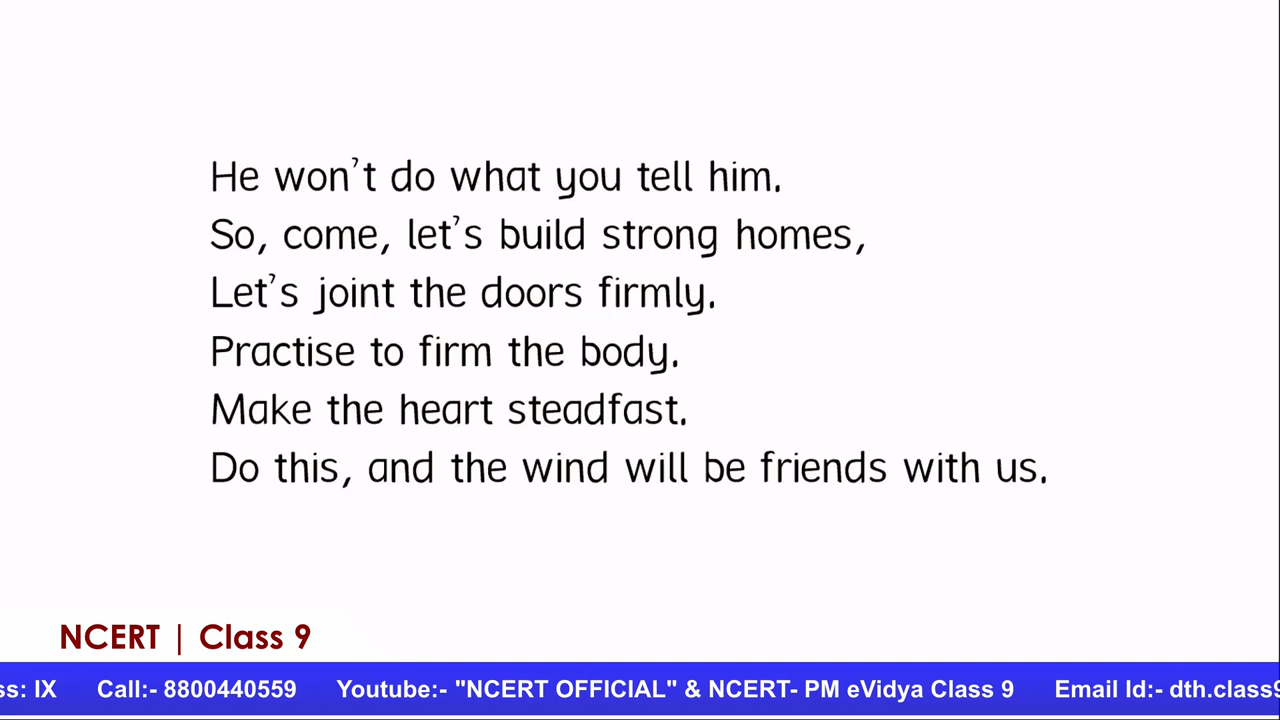 He won't do what you tell him.
So, come, let's build strong homes,
Let's joint the doors firmly.
Practise to firm the body.
Make the heart steadfast.
Do this, and the wind will be friends with us.
NCERT | Class 9
ss: IX Call:- 8800440559 Youtube:- "NCERT OFFICIAL" & NCERT- PM eVidya Class 9 Email Id:- dth.class9